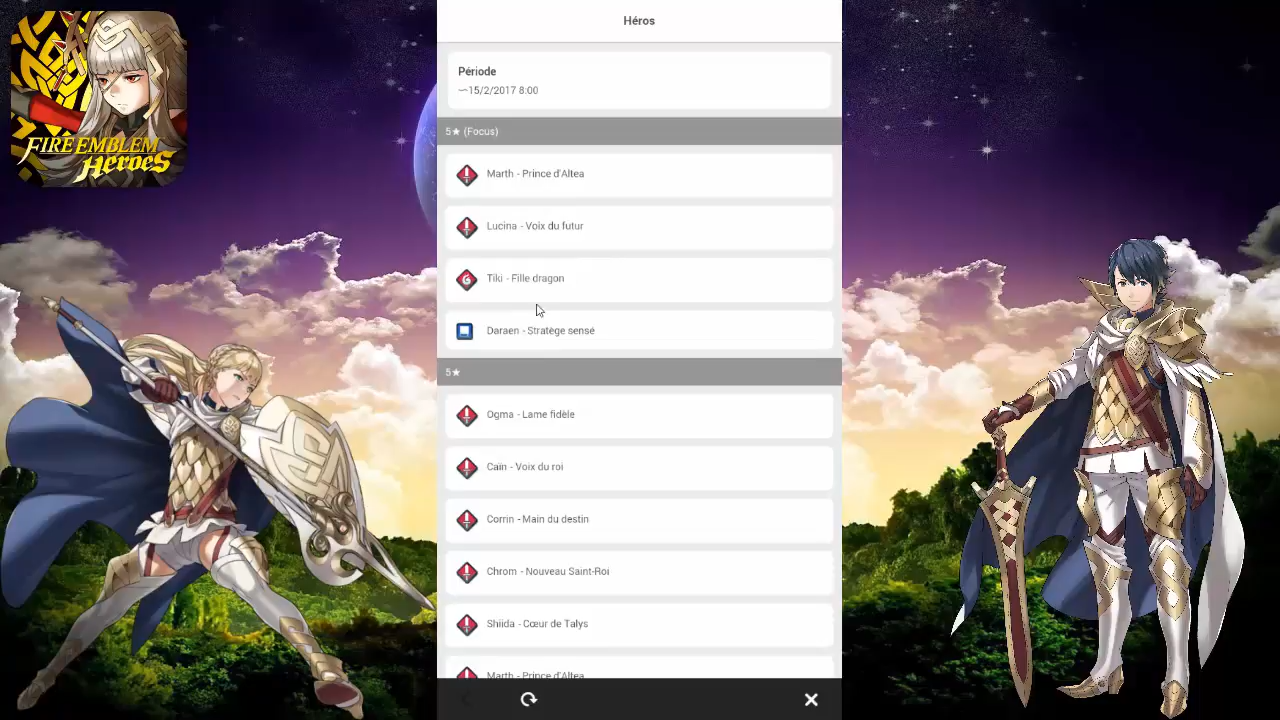 FIRE EMBLEM
Heroes
Héros
Période
~15/2/2017 8:00
5★ (Focus)
Marth - Prince d'Altea
Lucina - Voix du futur
Tiki - Fille dragon
Daraen - Stratège sensé
5★
Ogma - Lame fidèle
Caïn - Voix du roi
Corrin - Main du destin
Chrom - Nouveau Saint-Roi
Shiida - Cœur de Talys
Marth - Prince d'Altea